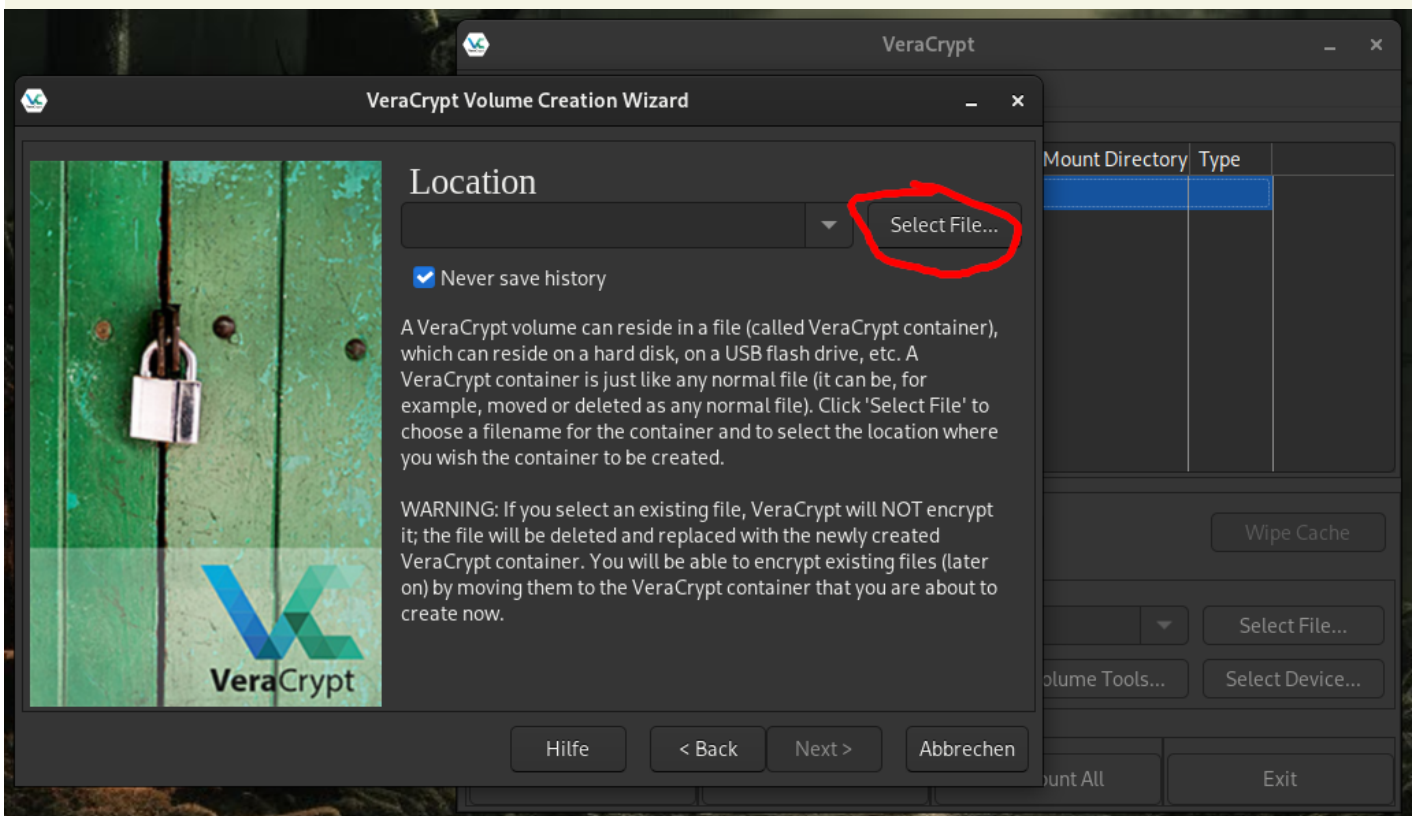 VeraCrypt
VeraCrypt Volume Creation Wizard
Mount Directory Type
Location
Select File...
Never save history
A VeraCrypt volume can reside in a file (called VeraCrypt container),
which can reside on a hard disk, on a USB flash drive, etc. A
VeraCrypt container is just like any normal file (it can be, for
example, moved or deleted as any normal file). Click 'Select File' to
choose a filename for the container and to select the location where
you wish the container to be created.
WARNING: If you select an existing file, VeraCrypt will NOT encrypt
it; the file will be deleted and replaced with the newly created
VeraCrypt container. You will be able to encrypt existing files (later
on) by moving them to the VeraCrypt container that you are about to
create now.
VeraCrypt
Hilfe
< Back
Next >
Abbrechen
Wipe Cache
Select File...
Tools...
Select Device...
All
Exit